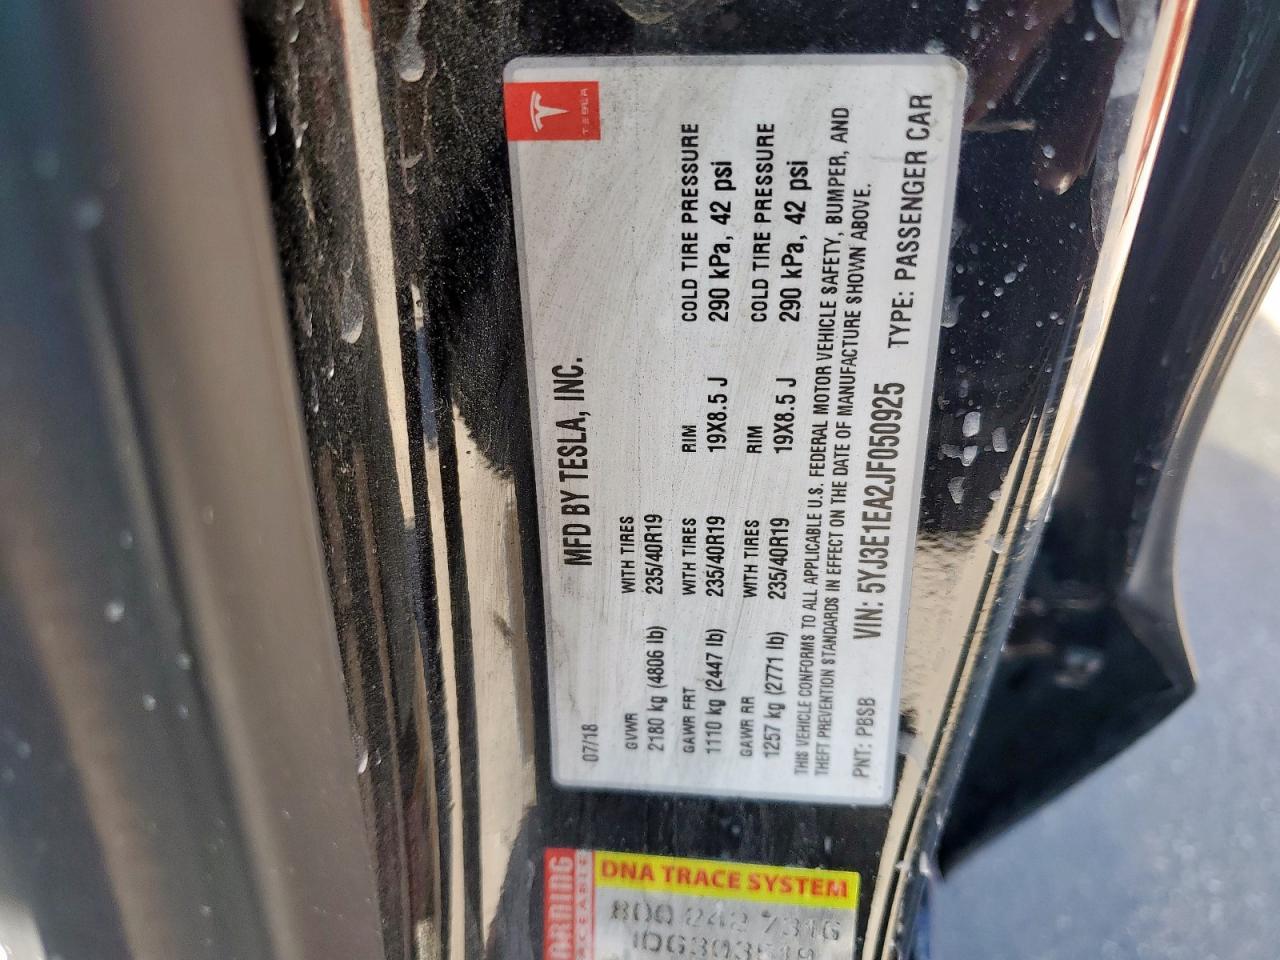 TESLA
MFD BY TESLA, INC.
07/18
GVWR WITH TIRES
2180 kg (4806 lb) 235/40R19
GAWR FRT WITH TIRES RIM COLD TIRE PRESSURE
1110 kg (2447 lb) 235/40R19 19X8.5 J 290 kPa, 42 psi
GAWR RR WITH TIRES RIM COLD TIRE PRESSURE
1257 kg (2771 lb) 235/40R19 19X8.5 J 290 kPa, 42 psi
THIS VEHICLE CONFORMS TO ALL APPLICABLE U.S. FEDERAL MOTOR VEHICLE SAFETY, BUMPER, AND
THEFT PREVENTION STANDARDS IN EFFECT ON THE DATE OF MANUFACTURE SHOWN ABOVE.
PNT: PBSB VIN: 5YJ3E1EA2JF050925 TYPE: PASSENGER CAR
DNA TRACE SYSTEM
800 242 7316